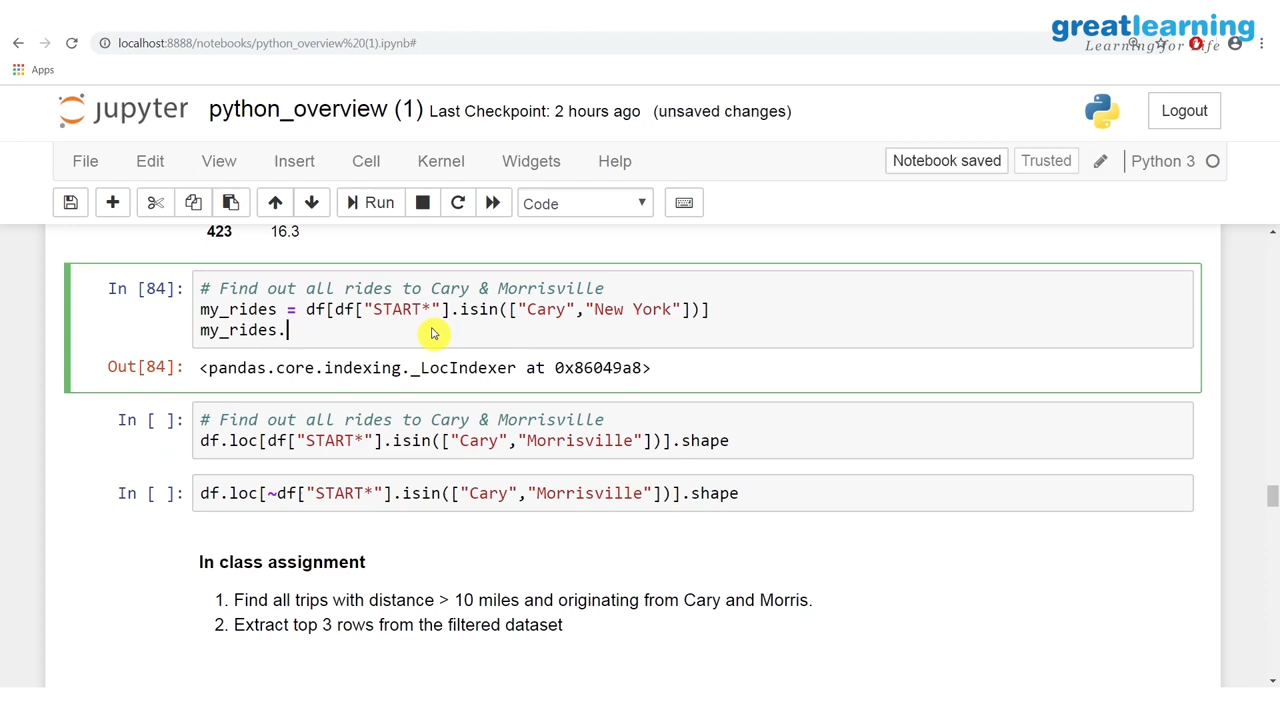 greatlearning
Learning for Life
localhost:8888/notebooks/python_overview%20(1).ipynb#
Apps
jupyter python_overview (1) Last Checkpoint: 2 hours ago (unsaved changes)
Logout
File Edit View Insert Cell Kernel Widgets Help
Notebook saved Trusted Python 3
Run Code
423 16.3
In [84]: # Find out all rides to Cary & Morrisville
my_rides = df[df["START*"].isin(["Cary","New York"])]
my_rides.
Out[84]: <pandas.core.indexing._LocIndexer at 0x86049a8>
In [ ]: # Find out all rides to Cary & Morrisville
df.loc[df["START*"].isin(["Cary","Morrisville"])].shape
In [ ]: df.loc[~df["START*"].isin(["Cary","Morrisville"])].shape
In class assignment
1. Find all trips with distance > 10 miles and originating from Cary and Morris.
2. Extract top 3 rows from the filtered dataset